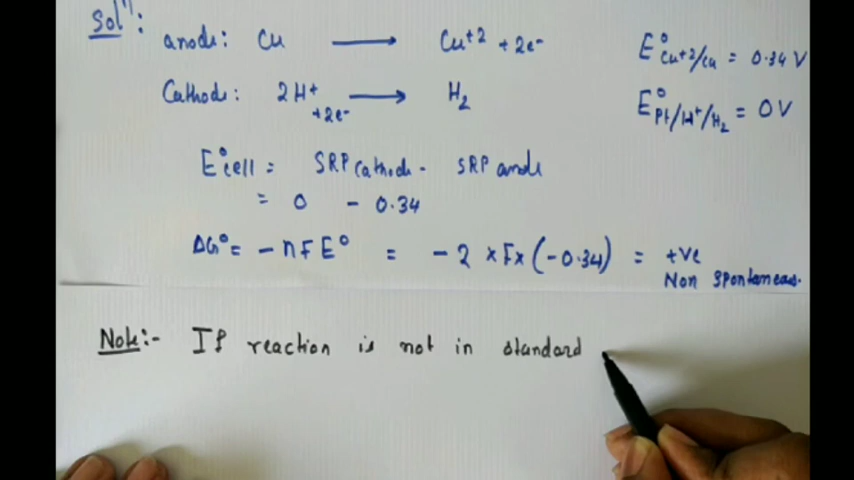 Solⁿ:
anode: Cu ⟶ Cu⁺² + 2e⁻
E°Cu⁺²/Cu = 0.34 V
Cathode: 2H⁺ + 2e⁻ ⟶ H₂
E°Pt/H⁺/H₂ = 0 V
E°cell = SRP cathode - SRP anode
= 0 - 0.34
ΔG° = - nFE° = - 2 × F × (-0.34) = +ve
Non Spontaneous.
Note:- If reaction is not in standard